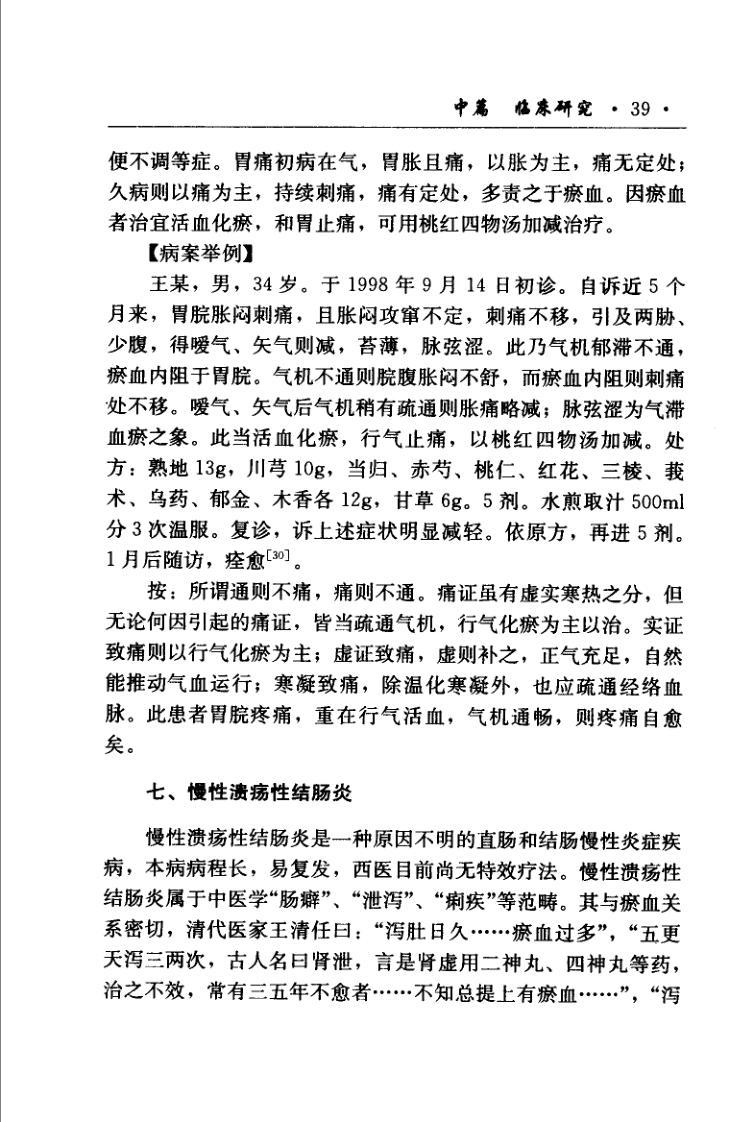 中篇 临床研究 · 39 ·
便不调等症。胃痛初病在气，胃胀且痛，以胀为主，痛无定处；
久病则以痛为主，持续刺痛，痛有定处，多责之于瘀血。因瘀血
者治宜活血化瘀，和胃止痛，可用桃红四物汤加减治疗。
【病案举例】
王某，男，34 岁。于 1998 年 9 月 14 日初诊。自诉近 5 个
月来，胃脘胀闷刺痛，且胀闷攻窜不定，刺痛不移，引及两胁、
少腹，得嗳气、矢气则减，苔薄，脉弦涩。此乃气机郁滞不通，
瘀血内阻于胃脘。气机不通则脘腹胀闷不舒，而瘀血内阻则刺痛
处不移。嗳气、矢气后气机稍有疏通则胀痛略减；脉弦涩为气滞
血瘀之象。此当活血化瘀，行气止痛，以桃红四物汤加减。处
方：熟地 13g，川芎 10g，当归、赤芍、桃仁、红花、三棱、莪
术、乌药、郁金、木香各 12g，甘草 6g。5 剂。水煎取汁 500ml
分 3 次温服。复诊，诉上述症状明显减轻。依原方，再进 5 剂。
1 月后随访，痊愈[30]。
按：所谓通则不痛，痛则不通。痛证虽有虚实寒热之分，但
无论何因引起的痛证，皆当疏通气机，行气化瘀为主以治。实证
致痛则以行气化瘀为主；虚证致痛，虚则补之，正气充足，自然
能推动气血运行；寒凝致痛，除温化寒凝外，也应疏通经络血
脉。此患者胃脘疼痛，重在行气活血，气机通畅，则疼痛自愈
矣。
七、慢性溃疡性结肠炎
慢性溃疡性结肠炎是一种原因不明的直肠和结肠慢性炎症疾
病，本病病程长，易复发，西医目前尚无特效疗法。慢性溃疡性
结肠炎属于中医学“肠癖”、“泄泻”、“痢疾”等范畴。其与瘀血关
系密切，清代医家王清任曰：“泻肚日久……瘀血过多”，“五更
天泻三两次，古人名曰肾泄，言是肾虚用二神丸、四神丸等药，
治之不效，常有三五年不愈者……不知总提上有瘀血……”，“泻